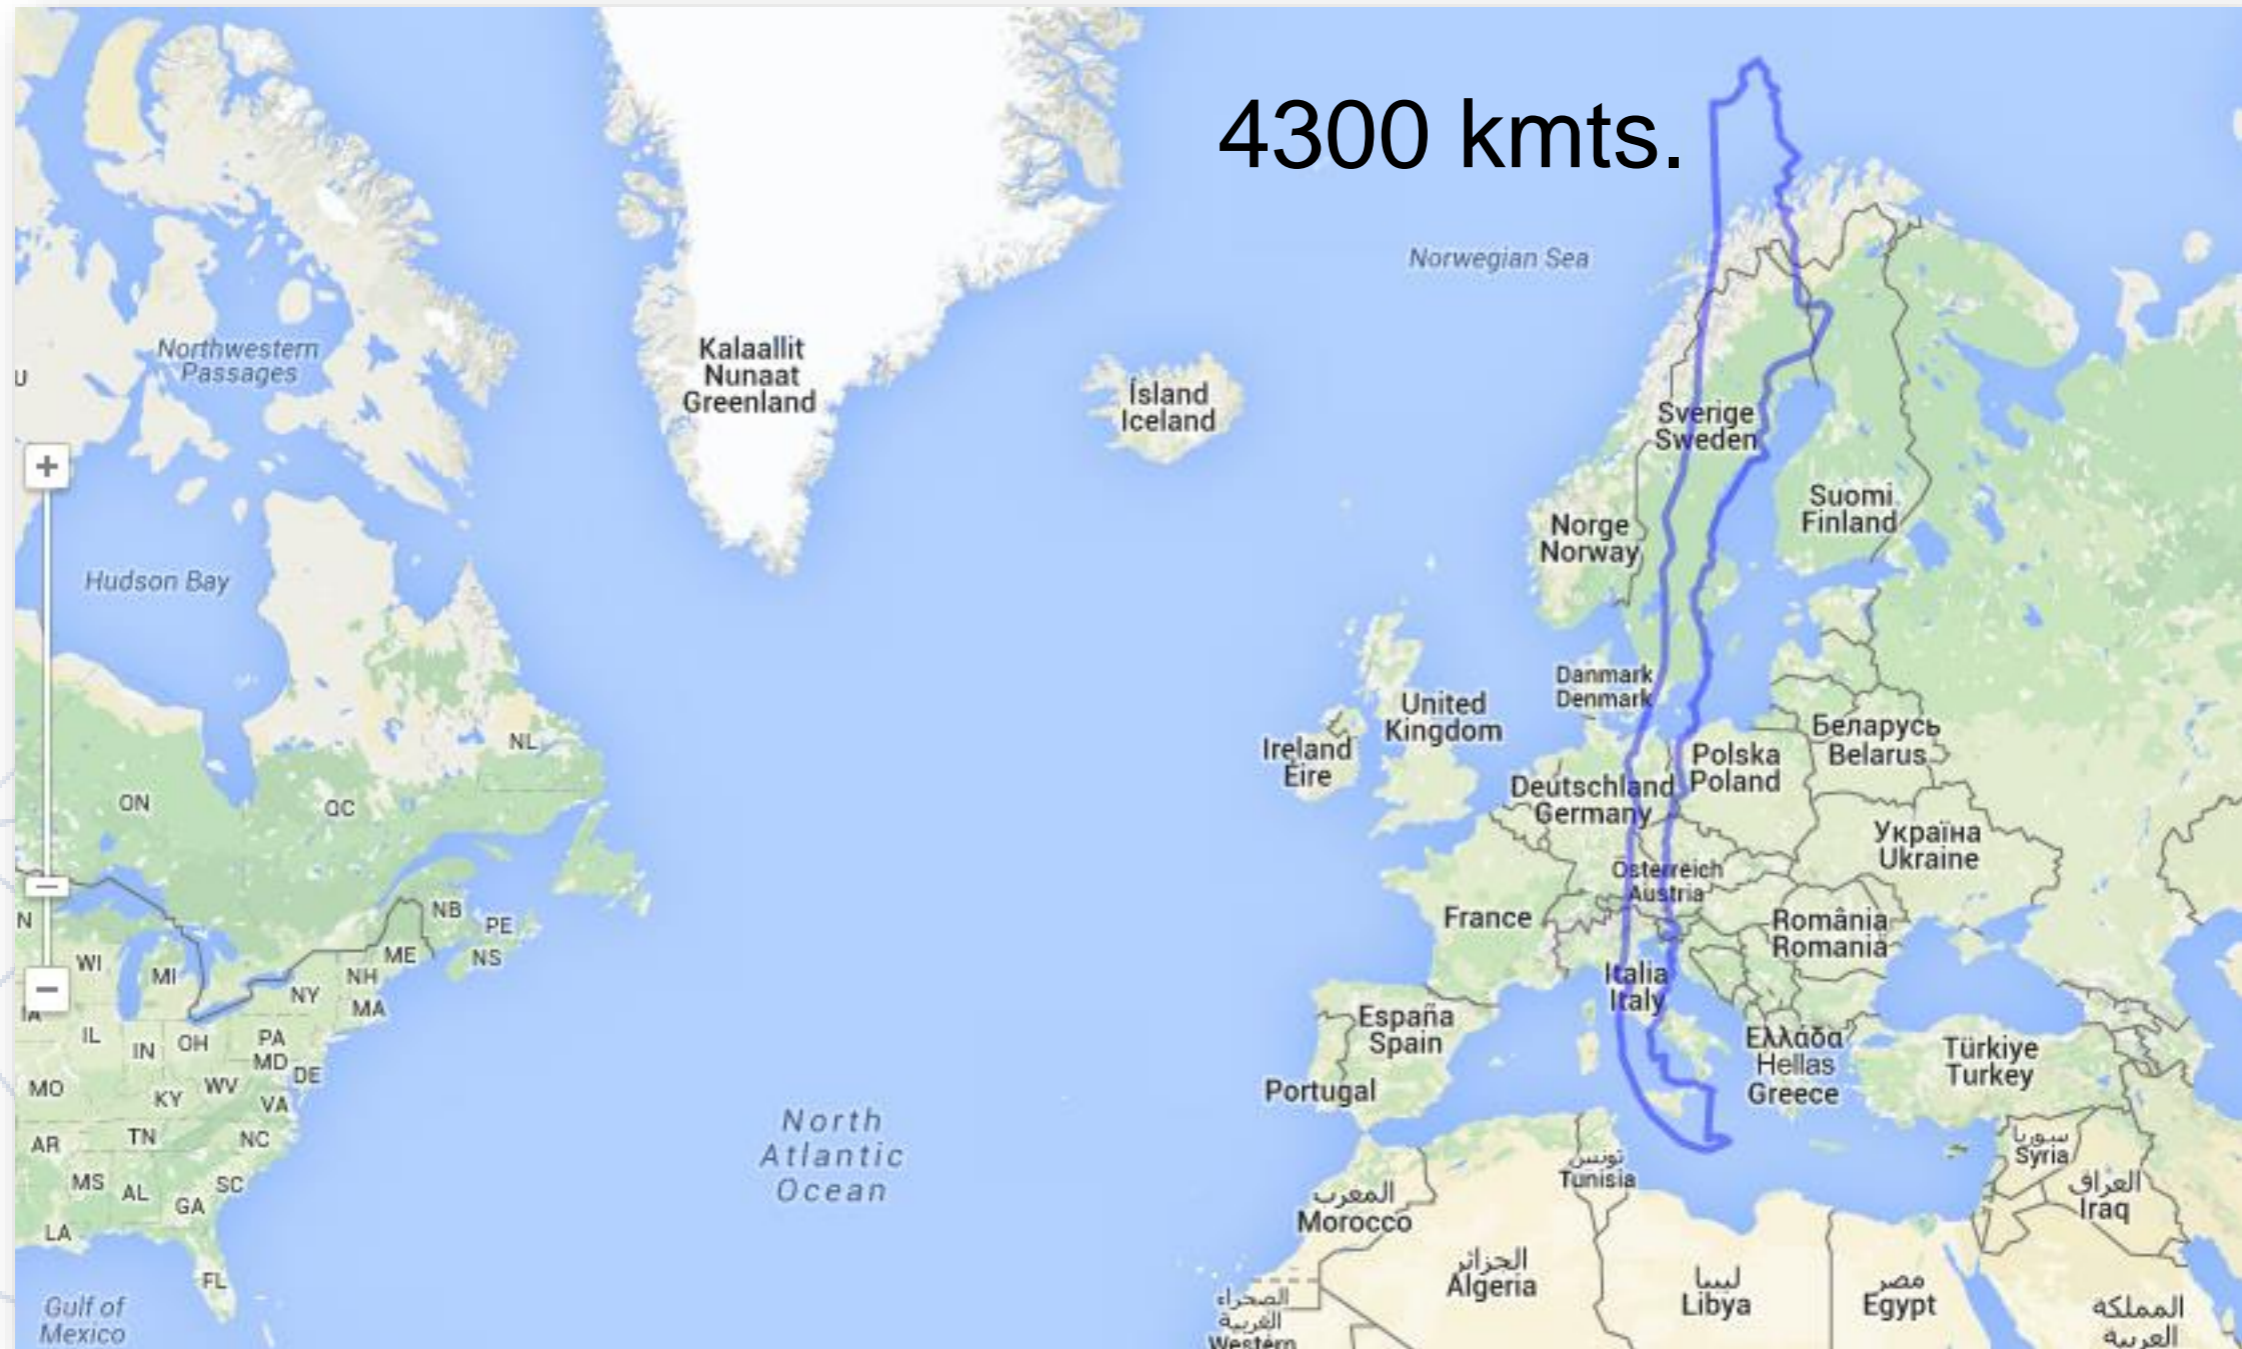 4300 kmts.
Norwegian Sea
Northwestern
Passages
U
Kalaallit
Nunaat
Greenland
Ísland
Iceland
Sverige
Sweden
Suomi
Finland
Norge
Norway
Hudson Bay
Danmark
Denmark
United
Kingdom
Ireland
Éire
Беларусь
Belarus
Polska
Poland
Deutschland
Germany
NL
ON
QC
Україна
Ukraine
Österreich
Austria
France
România
Romania
NB
PE
NS
N
WI
MI
ME
NH
NY
MA
IA
Italia
Italy
España
Spain
Portugal
Ελλάδα
Hellas
Greece
Türkiye
Turkey
IL
IN
OH
PA
MD
DE
MO
KY
WV
VA
AR
TN
NC
MS
AL
GA
SC
LA
FL
North
Atlantic
Ocean
تونس
Tunisia
سوريا
Syria
العراق
Iraq
المغرب
Morocco
الجزائر
Algeria
ليبيا
Libya
مصر
Egypt
الصحراء
الغربية
Western
المملكة
العربية
Gulf of
Mexico